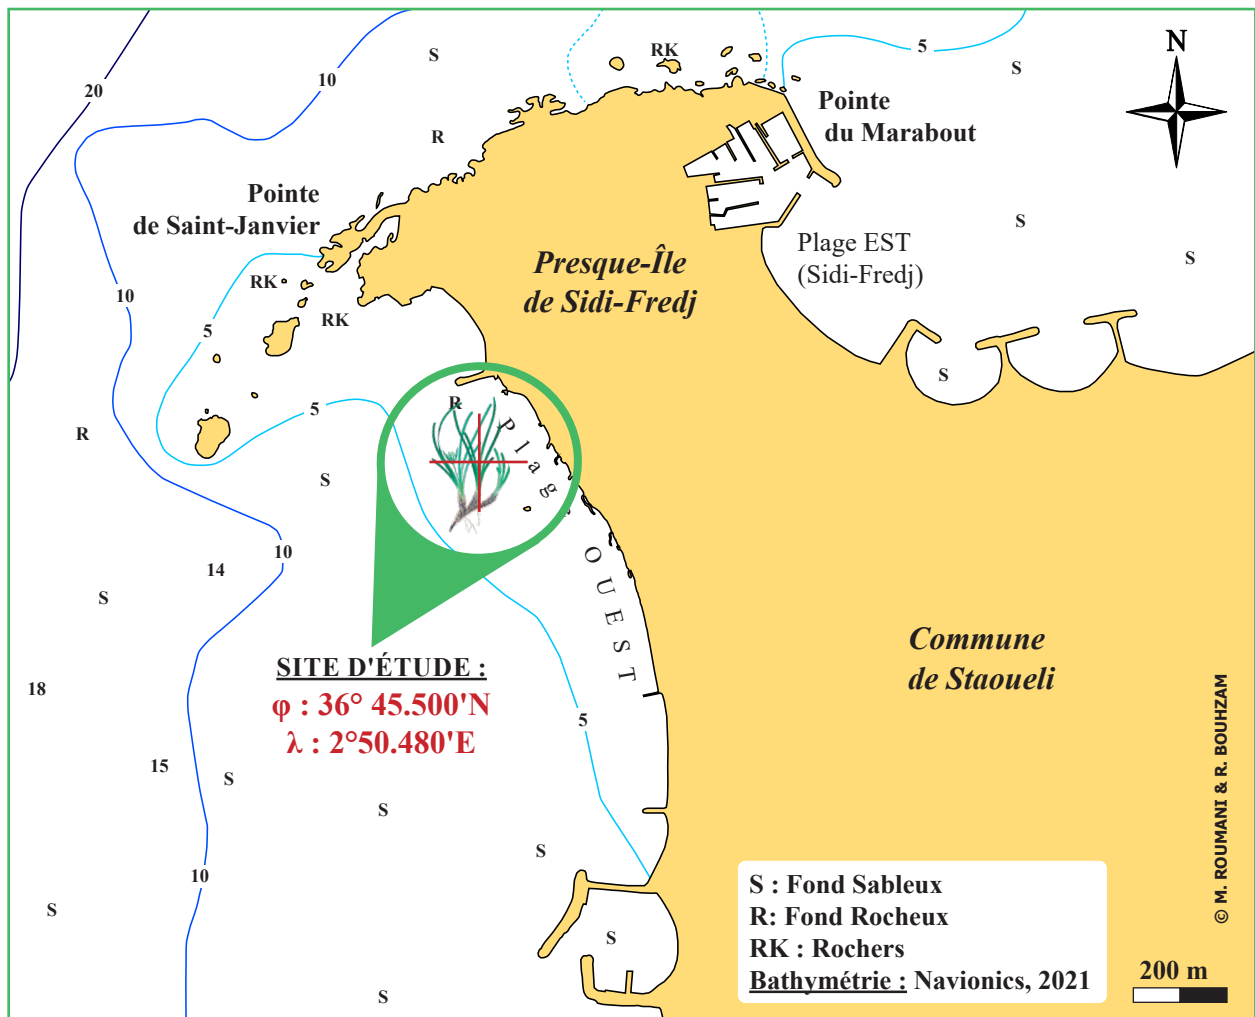 S
RK
5
S
N
10
20
Pointe
du Marabout
R
Pointe
de Saint-Janvier
S
Plage EST
(Sidi-Fredj)
S
Presque-Île
de Sidi-Fredj
RK
10
RK
5
S
5
R
R
Plage OUEST
S
10
14
S
Commune
de Staoueli
SITE D'ÉTUDE :
φ : 36° 45.500'N
λ : 2°50.480'E
18
5
15
S
S
S
10
S
S
S
S : Fond Sableux
R: Fond Rocheux
RK : Rochers
Bathymétrie : Navionics, 2021
200 m
© M. ROUMANI & R. BOUHZAM